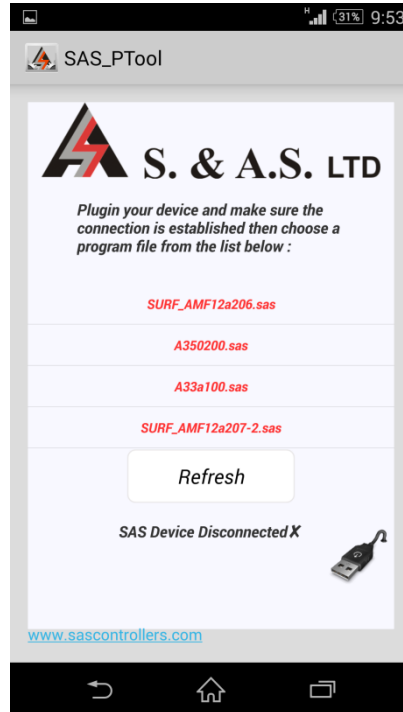 H 31% 9:53
SAS_PTool
S. & A.S. LTD
Plugin your device and make sure the
connection is established then choose a
program file from the list below :
SURF_AMF12a206.sas
A350200.sas
A33a100.sas
SURF_AMF12a207-2.sas
Refresh
SAS Device Disconnected✗
www.sascontrollers.com